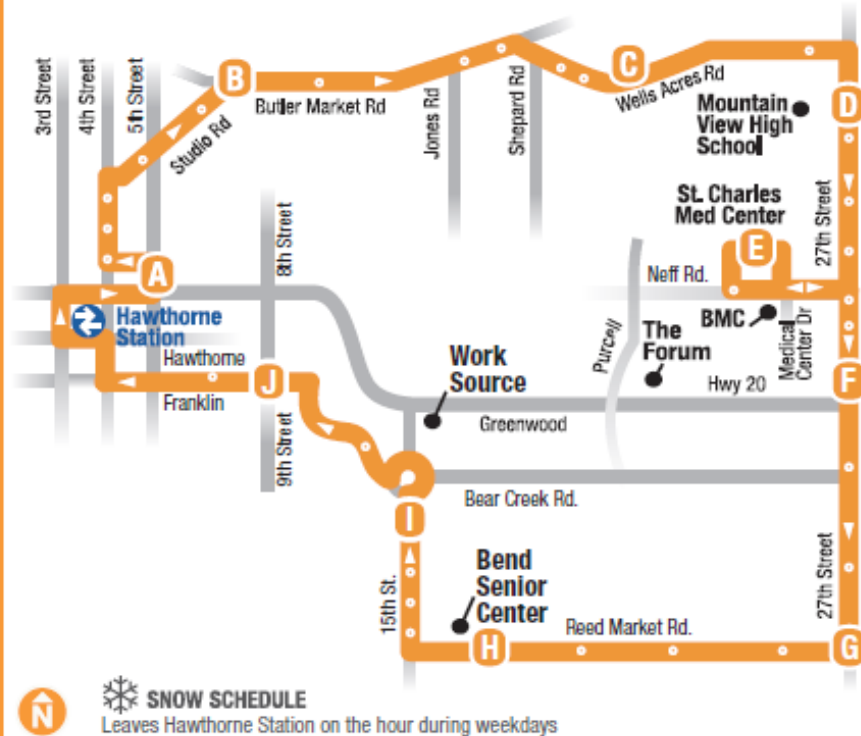 3rd Street
4th Street
5th Street
Studio Rd
B
Butler Market Rd
Jones Rd
Shepard Rd
C
Wells Acres Rd
Mountain
View High
School
D
27th Street
St. Charles
Med Center
E
Neff Rd.
BMC
Medical
Center Dr
A
Hawthorne
Station
Hawthorne
8th Street
Franklin
J
9th Street
Work
Source
Purcell
The
Forum
Hwy 20
F
Greenwood
Bear Creek Rd.
I
15th St.
Bend
Senior
Center
H
Reed Market Rd.
27th Street
G
N
SNOW SCHEDULE
Leaves Hawthorne Station on the hour during weekdays